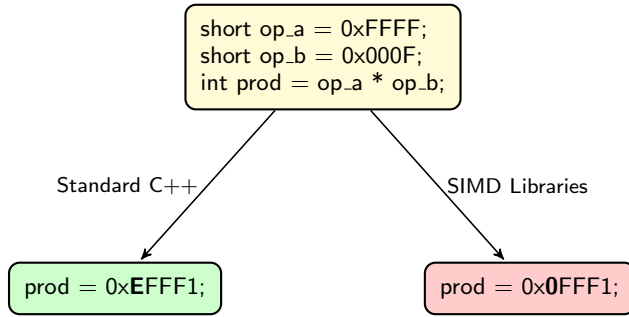 short op_a = 0xFFFF;
short op_b = 0x000F;
int prod = op_a * op_b;
Standard C++
SIMD Libraries
prod = 0xEFFF1;
prod = 0x0FFF1;